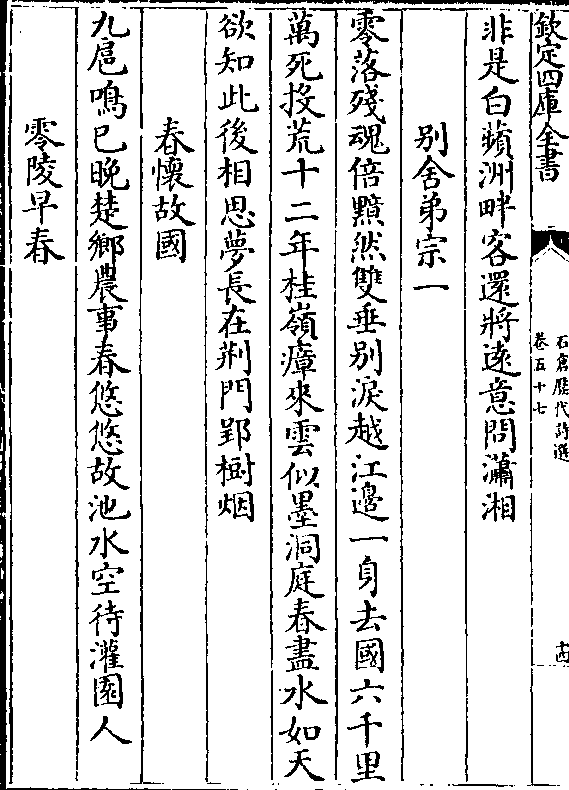 欽定四庫全書
石倉歷代詩選
卷五十七
十四
非是白蘋洲畔客還將遠意問瀟湘
別舍弟宗一
零落殘魂倍黯然雙垂別淚越江邊一身去國六千里
萬死投荒十二年桂嶺瘴來雲似墨洞庭春盡水如天
欲知此後相思夢長在荆門郢樹烟
春懷故國
九扈鳴已晚楚鄉農事春悠悠故池水空待灌園人
零陵早春